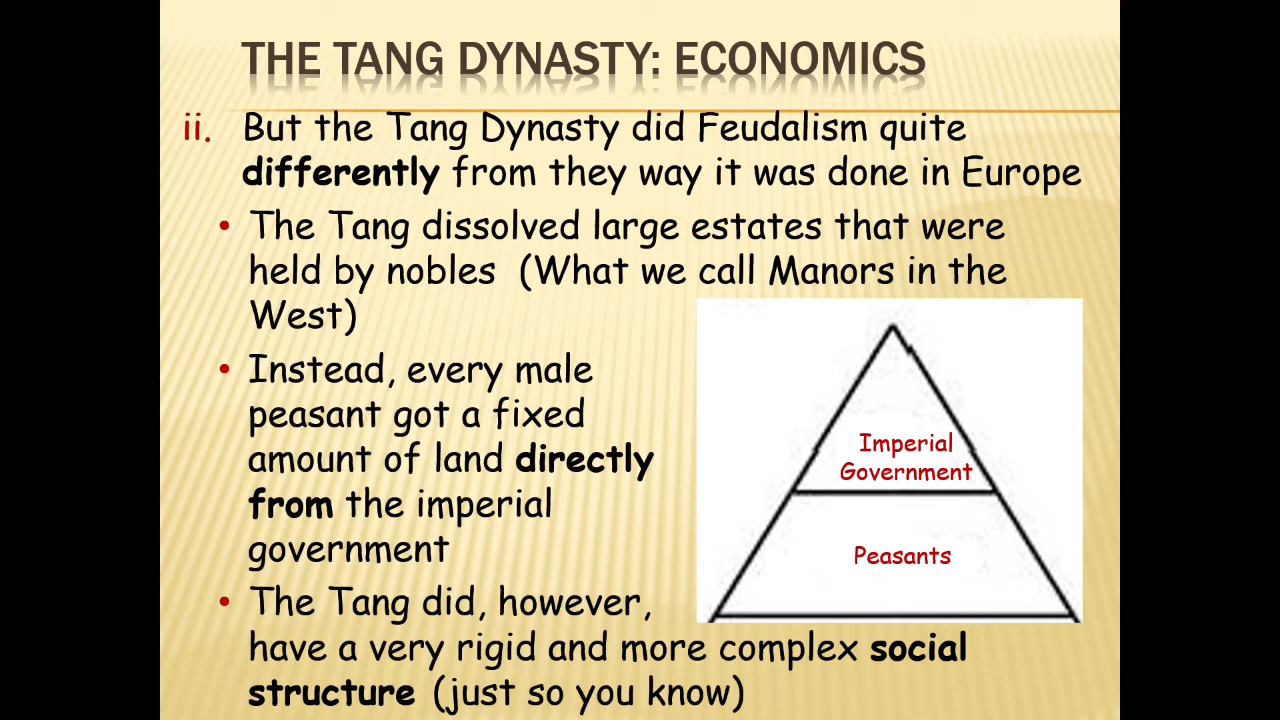 THE TANG DYNASTY: ECONOMICS
ii. But the Tang Dynasty did Feudalism quite
differently from they way it was done in Europe
• The Tang dissolved large estates that were
held by nobles (What we call Manors in the
West)
• Instead, every male
peasant got a fixed
amount of land directly
from the imperial
government
• The Tang did, however,
have a very rigid and more complex social
structure (just so you know)
Imperial
Government
Peasants